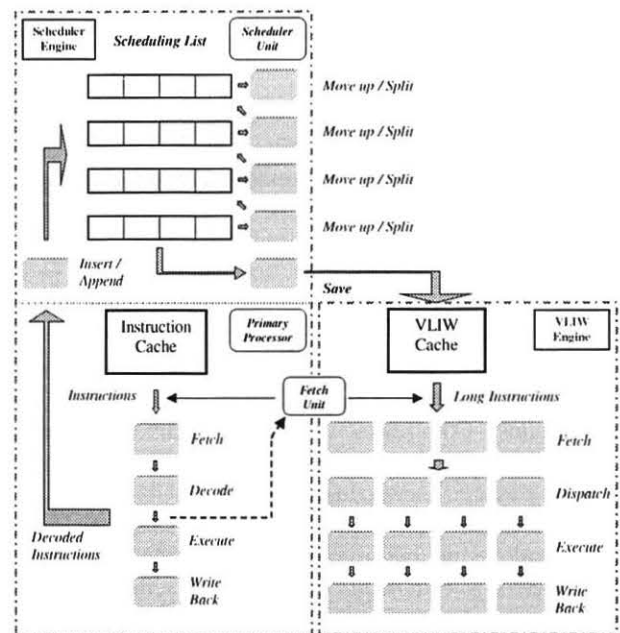 Scheduler
Engine
Scheduling List
Scheduler
Unit
Move up / Split
Move up / Split
Move up / Split
Move up / Split
Insert /
Append
Save
Instruction
Cache
Primary
Processor
VLIW
Cache
VLIW
Engine
Instructions
Fetch
Unit
Long Instructions
Fetch
Fetch
Decode
Dispatch
Decoded
Instructions
Execute
Execute
Write
Back
Write
Back